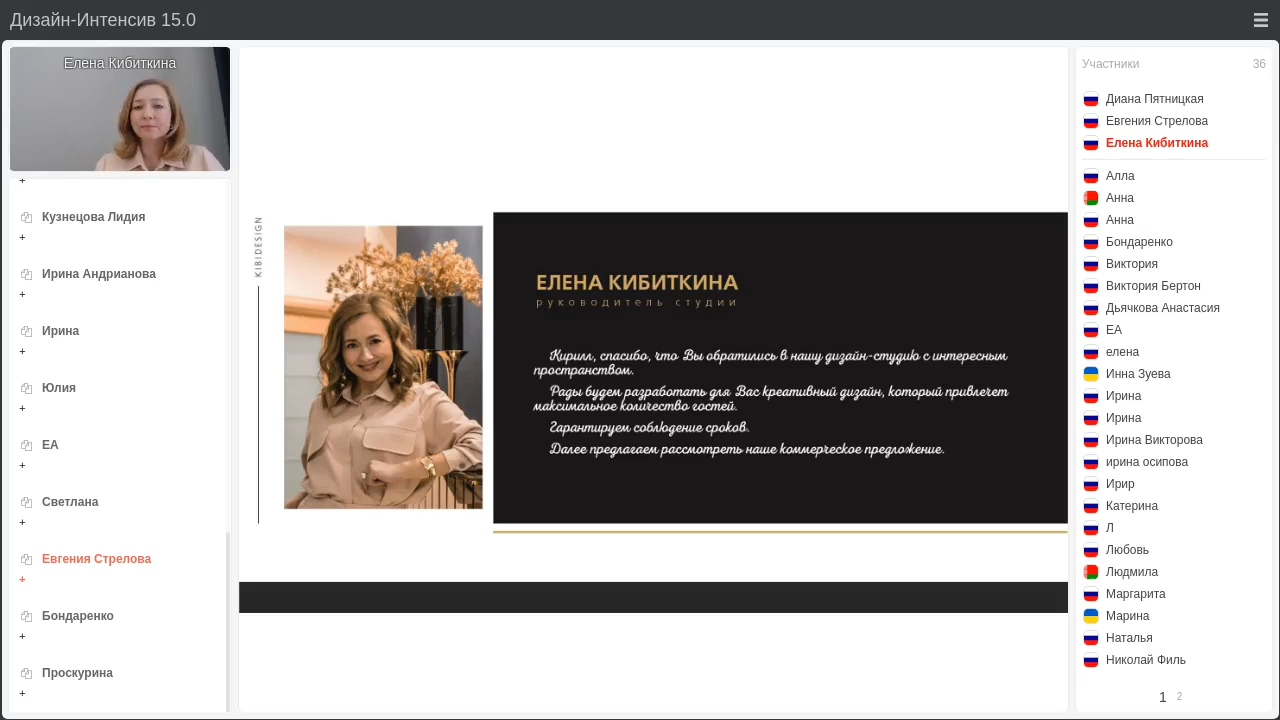 Дизайн-Интенсив 15.0
Елена Кибиткина
+
Кузнецова Лидия
+
Ирина Андрианова
+
Ирина
+
Юлия
+
ЕА
+
Светлана
+
Евгения Стрелова
+
Бондаренко
+
Проскурина
+
KIBIDESIGN
ЕЛЕНА КИБИТКИНА
руководитель студии
Кирилл, спасибо, что Вы обратились в нашу дизайн-студию с интересным
пространством.
Рады будем разработать для Вас креативный дизайн, который привлечет
максимальное количество гостей.
Гарантируем соблюдение сроков.
Далее предлагаем рассмотреть наше коммерческое предложение.
Участники 36
Диана Пятницкая
Евгения Стрелова
Елена Кибиткина
Алла
Анна
Анна
Бондаренко
Виктория
Виктория Бертон
Дьячкова Анастасия
ЕА
елена
Инна Зуева
Ирина
Ирина
Ирина Викторова
ирина осипова
Ирир
Катерина
Л
Любовь
Людмила
Маргарита
Марина
Наталья
Николай Филь
1 2